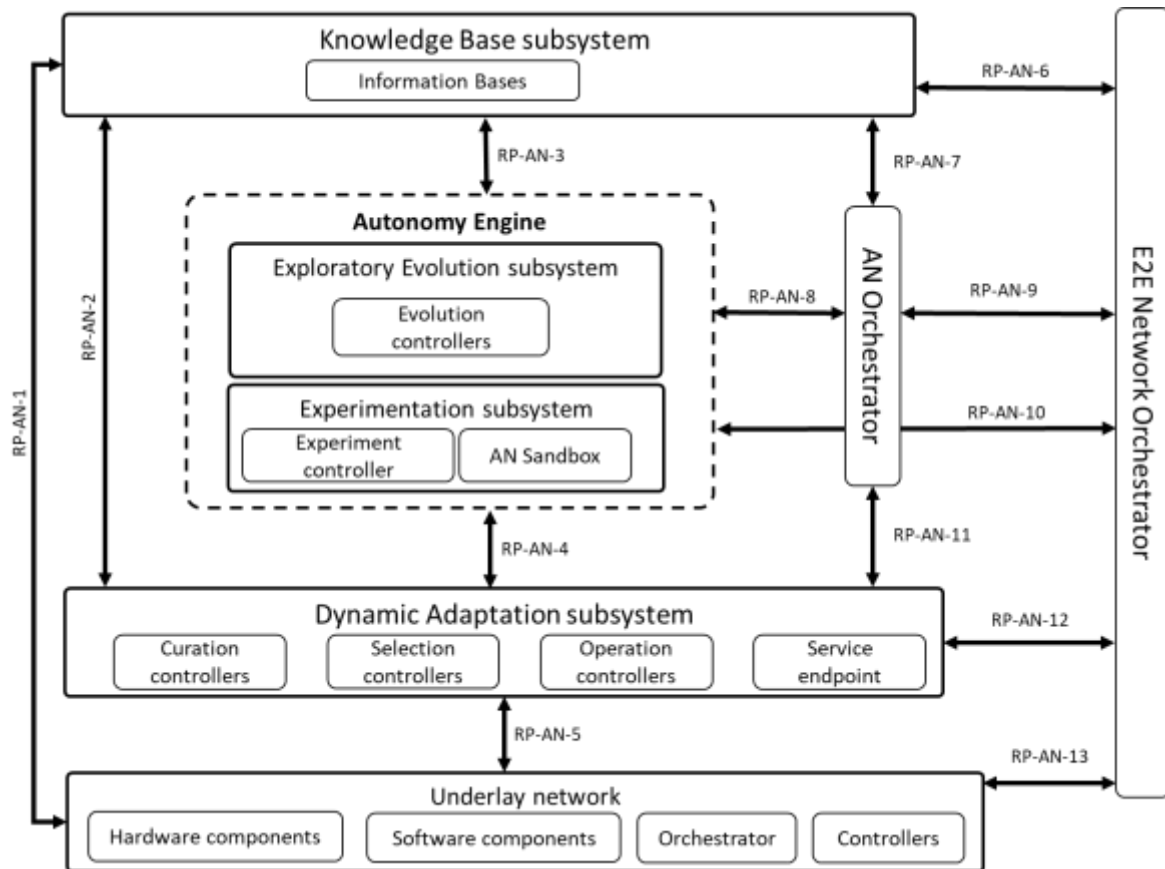 Knowledge Base subsystem
Information Bases
RP-AN-6
RP-AN-3
RP-AN-7
Autonomy Engine
Exploratory Evolution subsystem
Evolution
controllers
RP-AN-8
AN Orchestrator
RP-AN-9
E2E Network Orchestrator
RP-AN-2
RP-AN-1
Experimentation subsystem
Experiment
controller
AN Sandbox
RP-AN-10
RP-AN-4
RP-AN-11
Dynamic Adaptation subsystem
Curation
controllers
Selection
controllers
Operation
controllers
Service
endpoint
RP-AN-12
RP-AN-5
RP-AN-13
Underlay network
Hardware components
Software components
Orchestrator
Controllers